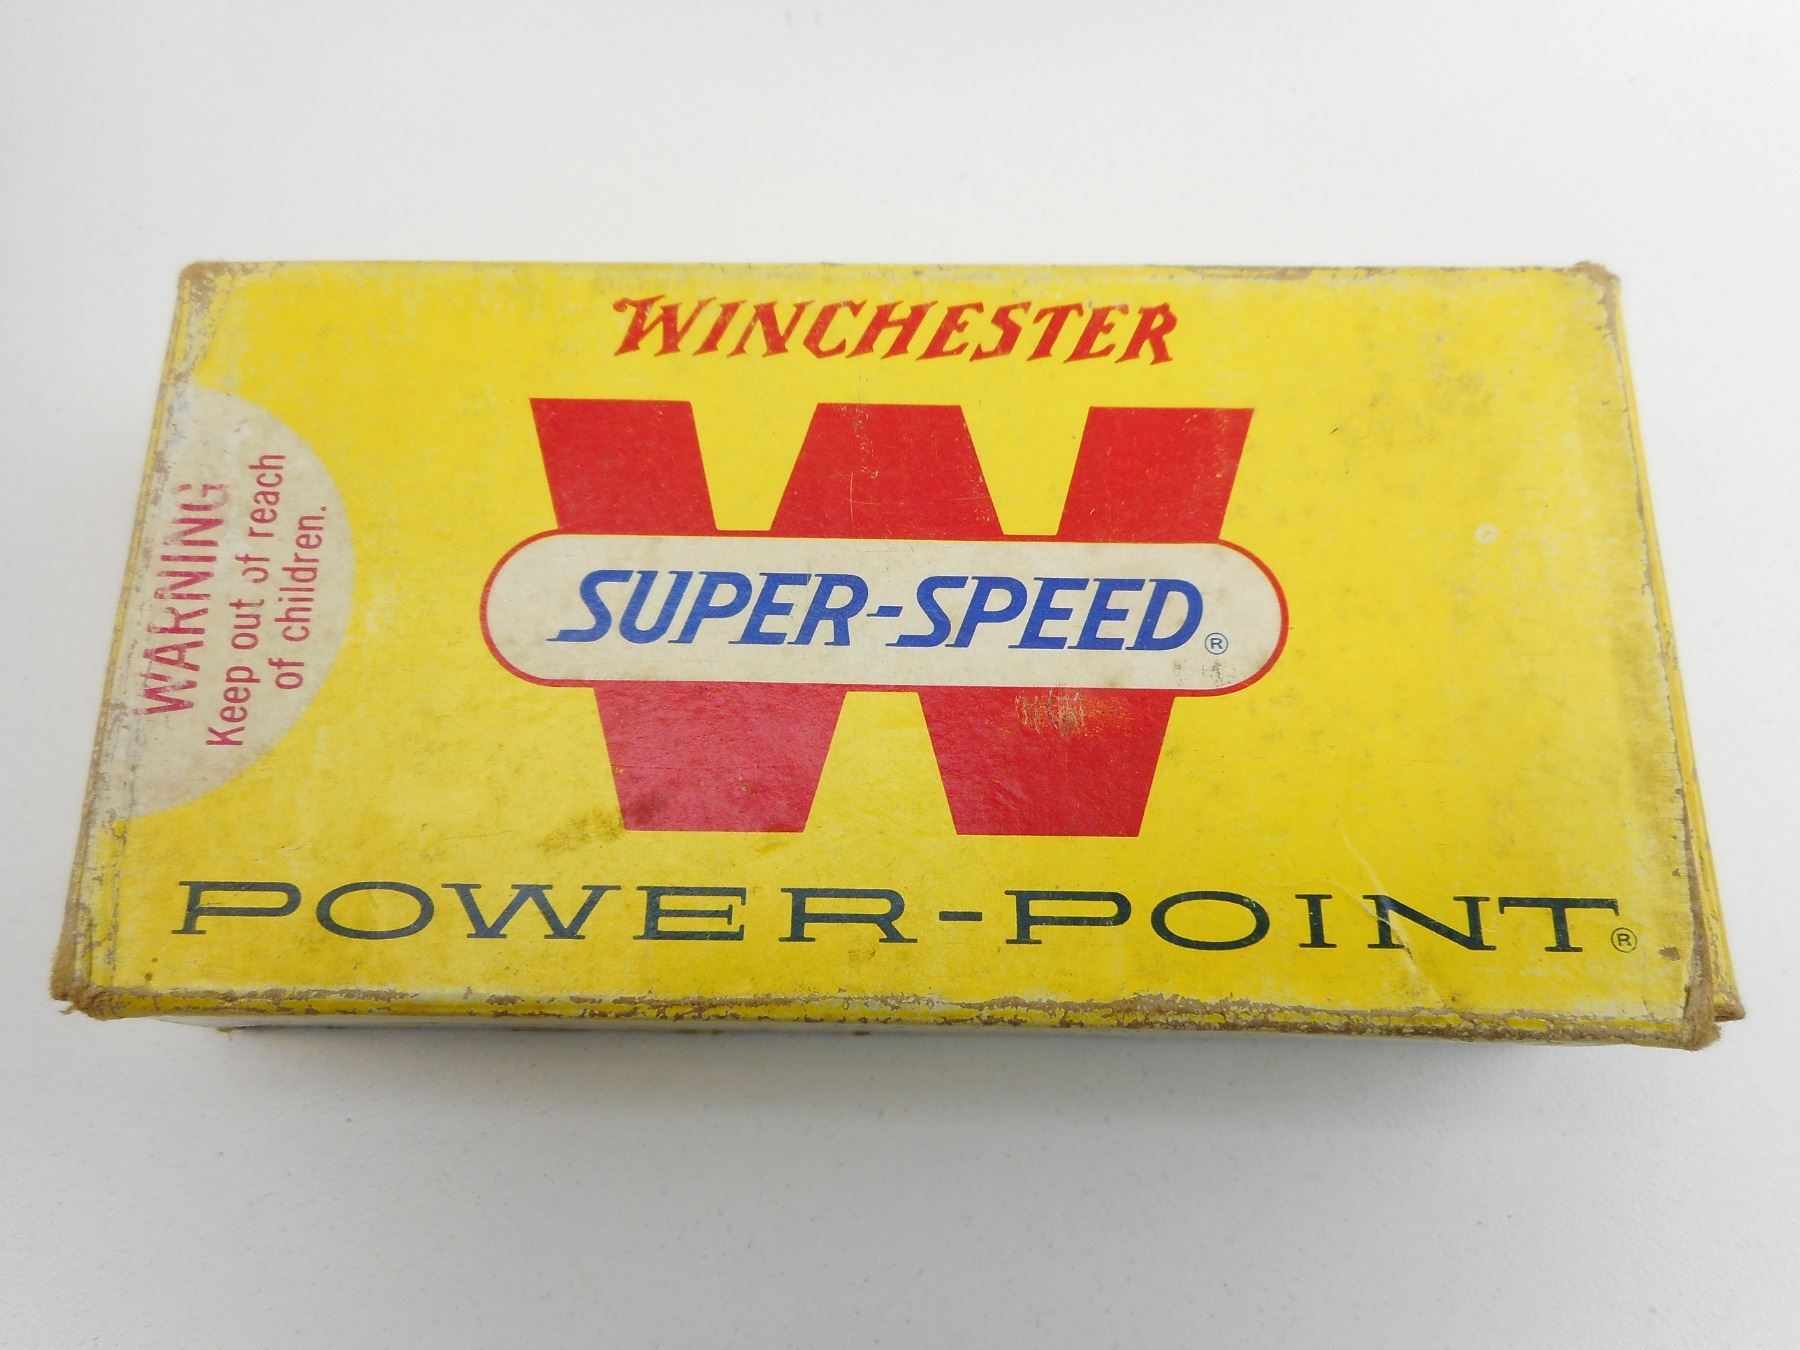 WINCHESTER
W
SUPER-SPEED®
POWER-POINT®
WARNING
Keep out of reach
of children.